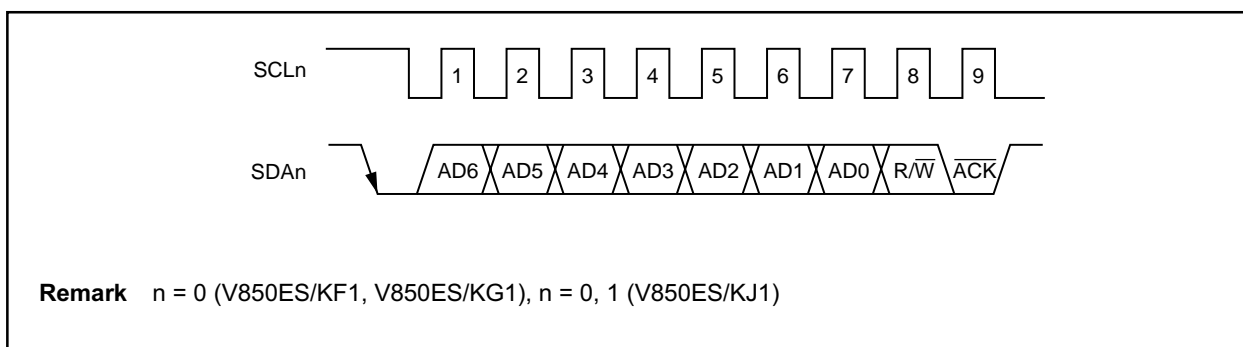 SCLn 1 2 3 4 5 6 7 8 9
SDAn AD6 AD5 AD4 AD3 AD2 AD1 AD0 R/W̅ A̅C̅K̅
Remark n = 0 (V850ES/KF1, V850ES/KG1), n = 0, 1 (V850ES/KJ1)